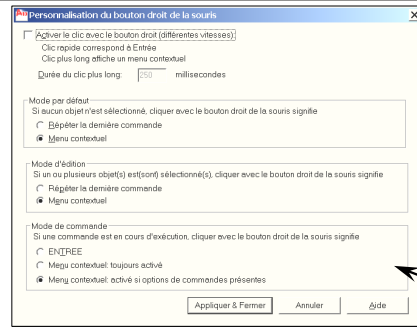 Personnalisation du bouton droit de la souris
Activer le clic avec le bouton droit (différentes vitesses):
Clic rapide correspond à Entrée
Clic plus long affiche un menu contextuel
Durée du clic plus long: 250 millisecondes
Mode par défaut
Si aucun objet n'est sélectionné, cliquer avec le bouton droit de la souris signifie
Répéter la dernière commande
Menu contextuel
Mode d'édition
Si un ou plusieurs objet(s) est(sont) sélectionné(s), cliquer avec le bouton droit de la souris signifie
Répéter la dernière commande
Menu contextuel
Mode de commande
Si une commande est en cours d'exécution, cliquer avec le bouton droit de la souris signifie
ENTREE
Menu contextuel: toujours activé
Menu contextuel: activé si options de commandes présentes
Appliquer & Fermer Annuler Aide